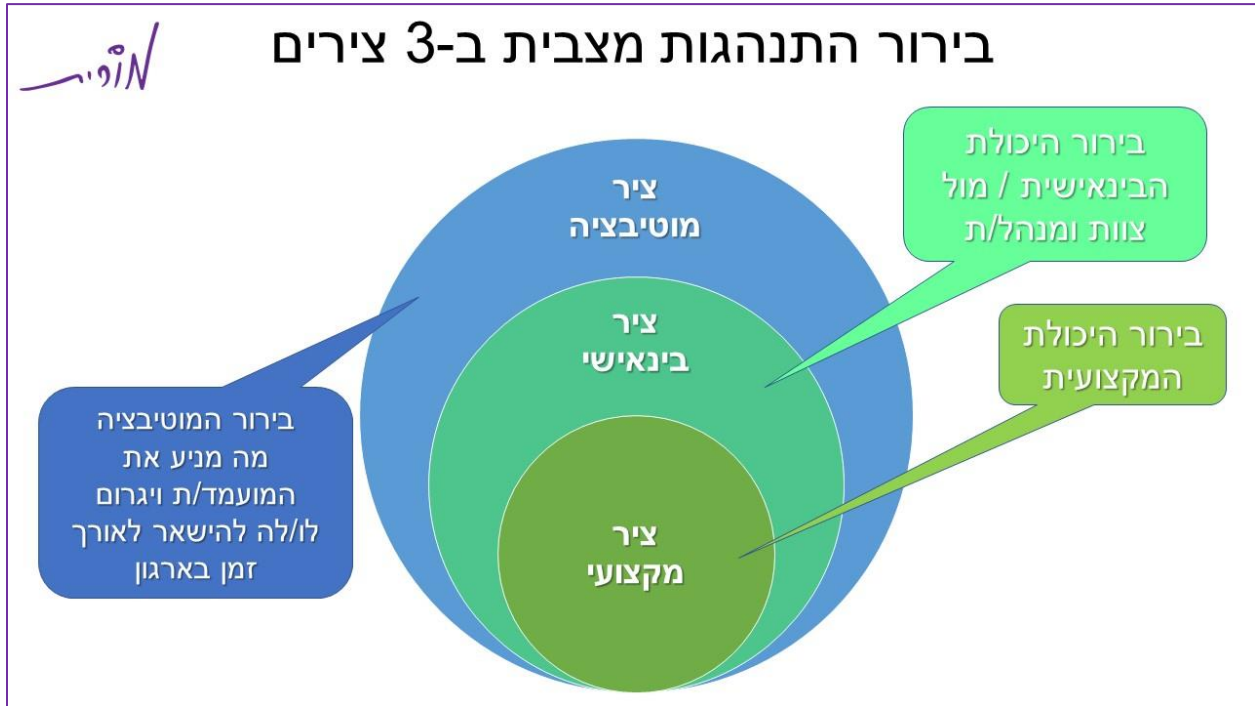 בירור התנהגות מצבית ב-3 צירים
מורית
בירור היכולת
הבינאישית / מול
צוות ומנהל/ת
ציר
מוטיבציה
בירור היכולת
המקצועית
ציר
בינאישי
בירור המוטיבציה
מה מניע את
המועמד/ת ויגרום
לו/לה להישאר לאורך
זמן בארגון
ציר
מקצועי